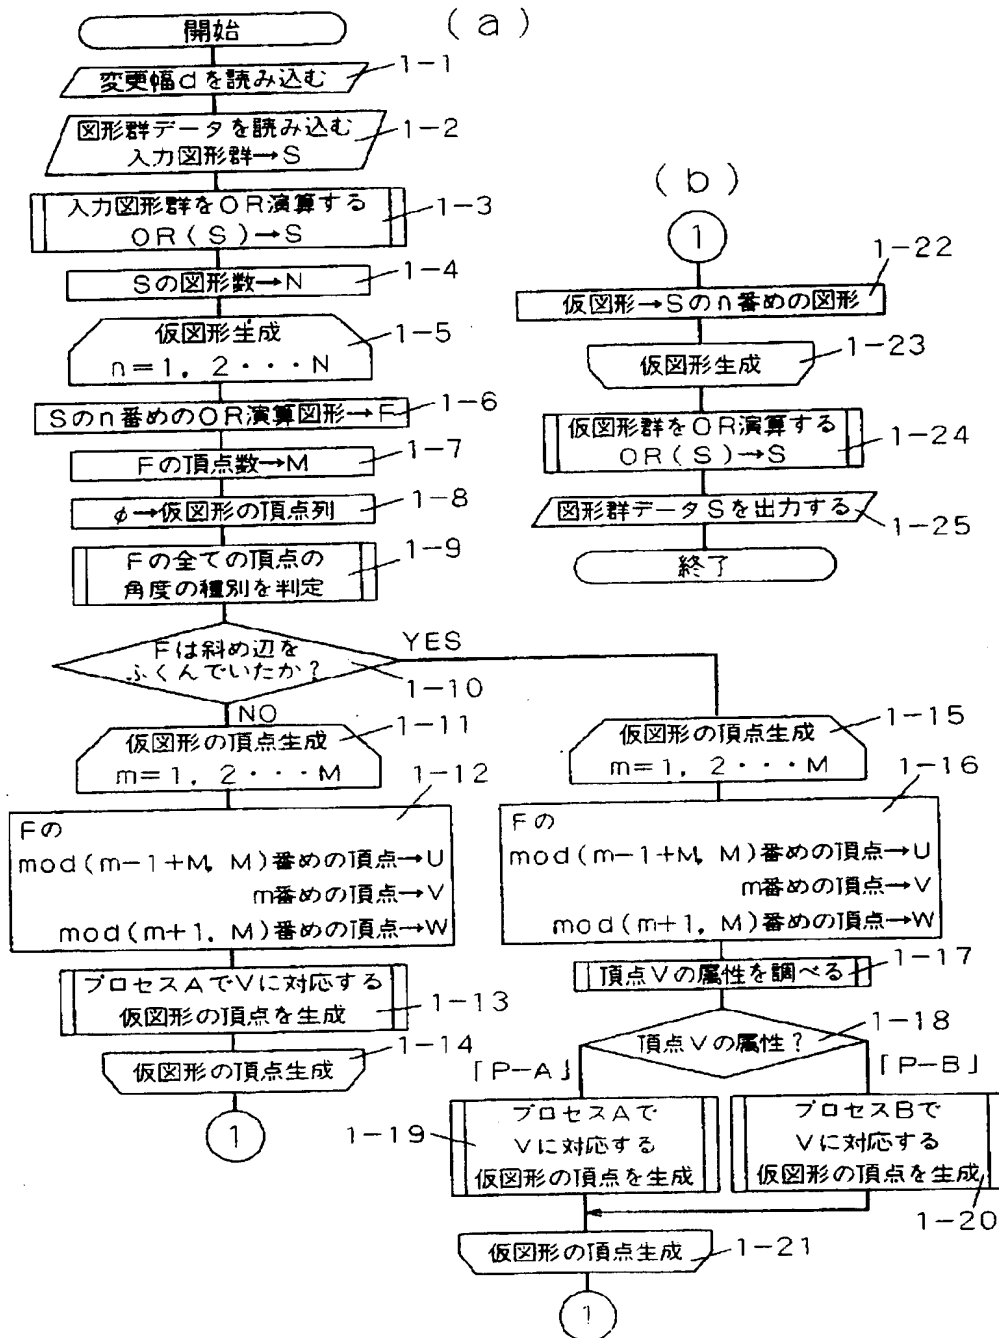 (a)
開始
変更幅dを読み込む
1-1
図形群データを読み込む
入力図形群→S
1-2
入力図形群をOR演算する
OR(S)→S
1-3
Sの図形数→N
1-4
仮図形生成
n=1, 2・・・N
1-5
Sのn番めのOR演算図形→F
1-6
Fの頂点数→M
1-7
φ→仮図形の頂点列
1-8
Fの全ての頂点の
角度の種別を判定
1-9
Fは斜め辺を
ふくんでいたか?
1-10
YES
NO
仮図形の頂点生成
m=1, 2・・・M
1-11
Fの
mod(m-1+M, M)番めの頂点→U
m番めの頂点→V
mod(m+1, M)番めの頂点→W
1-12
プロセスAでVに対応する
仮図形の頂点を生成
1-13
仮図形の頂点生成
1-14
1
仮図形の頂点生成
m=1, 2・・・M
1-15
Fの
mod(m-1+M, M)番めの頂点→U
m番めの頂点→V
mod(m+1, M)番めの頂点→W
1-16
頂点Vの属性を調べる
1-17
頂点Vの属性?
1-18
「P-A」
「P-B」
プロセスAで
Vに対応する
仮図形の頂点を生成
1-19
プロセスBで
Vに対応する
仮図形の頂点を生成
1-20
仮図形の頂点生成
1-21
1
(b)
1
仮図形→Sのn番めの図形
1-22
仮図形生成
1-23
仮図形群をOR演算する
OR(S)→S
1-24
図形群データSを出力する
1-25
終了